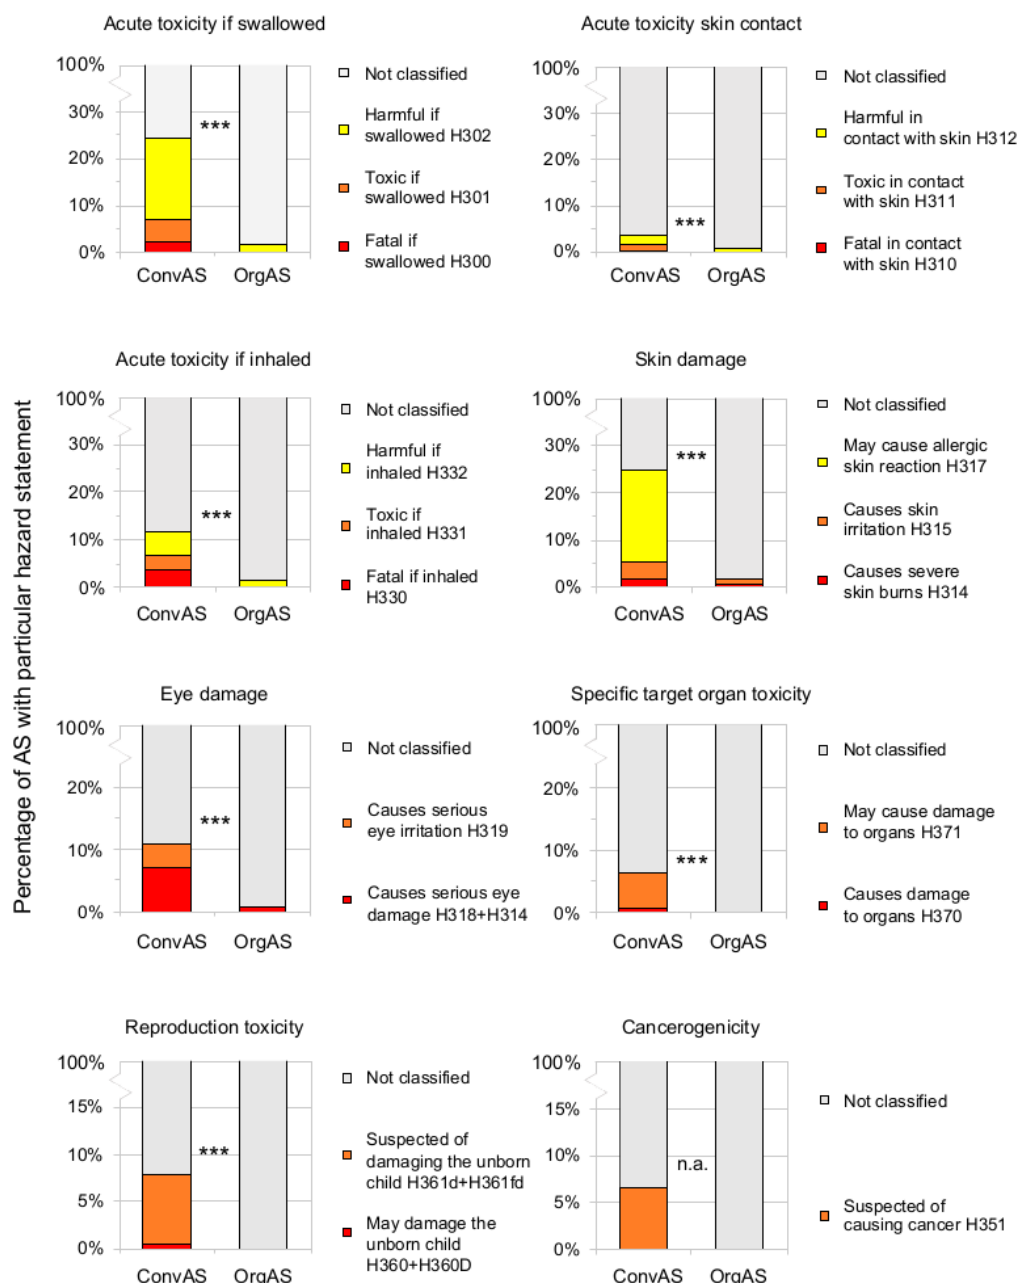 Acute toxicity if swallowed
100%
30%
20%
10%
0%
***
ConvAS
OrgAS
Not classified
Harmful if
swallowed H302
Toxic if
swallowed H301
Fatal if
swallowed H300
Acute toxicity skin contact
100%
30%
20%
10%
0%
***
ConvAS
OrgAS
Not classified
Harmful in
contact with skin H312
Toxic in contact
with skin H311
Fatal in contact
with skin H310
Percentage of AS with particular hazard statement
Acute toxicity if inhaled
100%
30%
20%
10%
0%
***
ConvAS
OrgAS
Not classified
Harmful if
inhaled H332
Toxic if
inhaled H331
Fatal if inhaled
H330
Skin damage
100%
30%
20%
10%
0%
***
ConvAS
OrgAS
Not classified
May cause allergic
skin reaction H317
Causes skin
irritation H315
Causes severe
skin burns H314
Eye damage
100%
20%
10%
0%
***
ConvAS
OrgAS
Not classified
Causes serious
eye irritation H319
Causes serious eye
damage H318+H314
Specific target organ toxicity
100%
20%
10%
0%
***
ConvAS
OrgAS
Not classified
May cause damage
to organs H371
Causes damage
to organs H370
Reproduction toxicity
100%
15%
10%
5%
0%
***
ConvAS
OrgAS
Not classified
Suspected of
damaging the unborn
child H361d+H361fd
May damage the
unborn child
H360+H360D
Cancerogenicity
100%
15%
10%
5%
0%
n.a.
ConvAS
OrgAS
Not classified
Suspected of
causing cancer H351